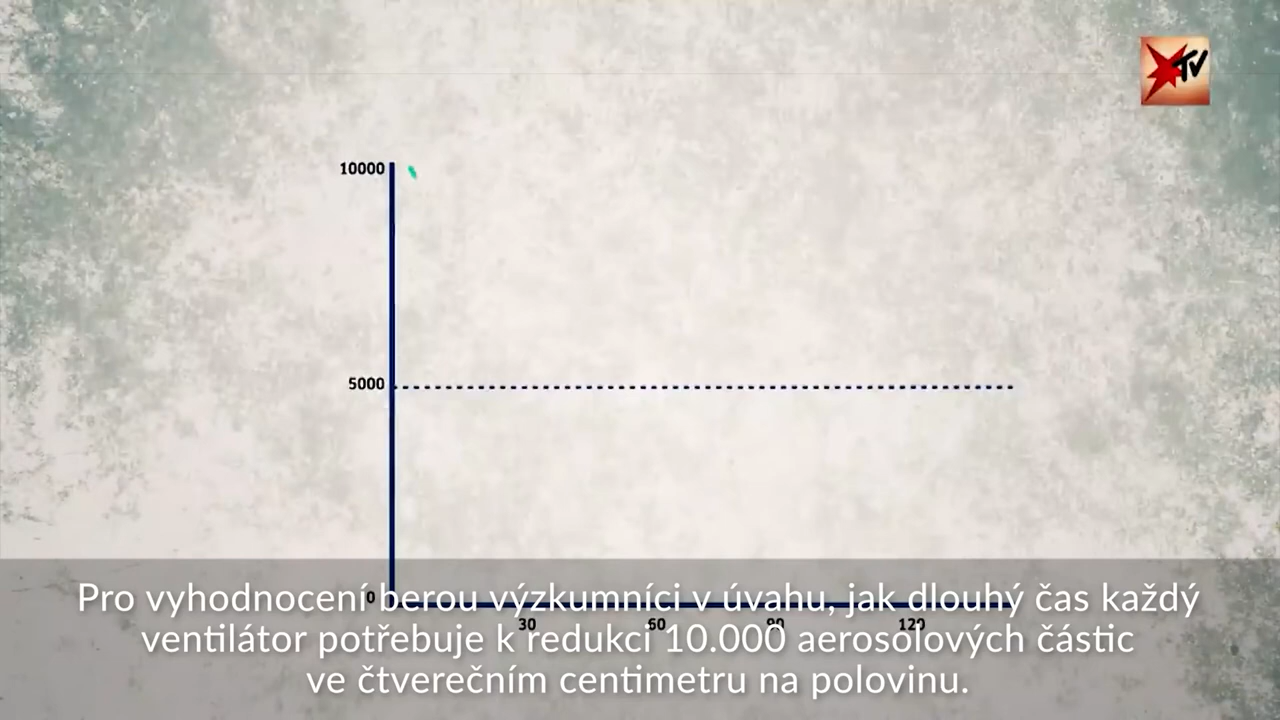 TV
10000
5000
0
30
60
90
120
Pro vyhodnocení berou výzkumníci v úvahu, jak dlouhý čas každý
ventilátor potřebuje k redukci 10.000 aerosolových částic
ve čtverečním centimetru na polovinu.